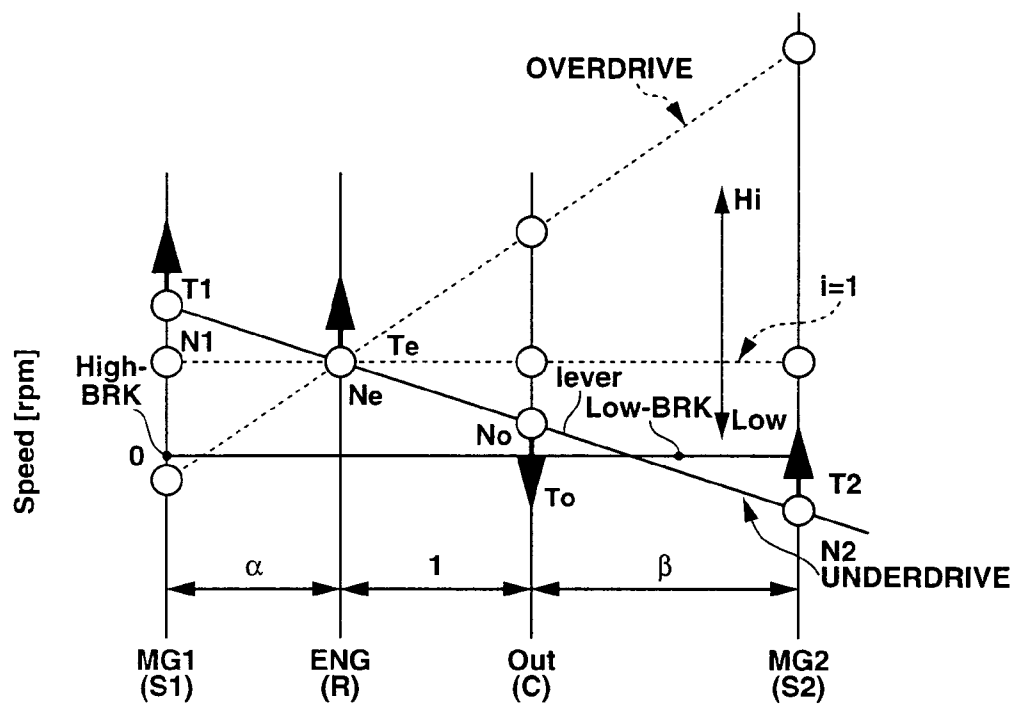 OVERDRIVE
Hi
T1
i=1
N1
Te
High-
BRK
lever
Ne
Low-BRK
Low
No
0
Speed [rpm]
T2
To
N2
UNDERDRIVE
α
1
β
MG1
(S1)
ENG
(R)
Out
(C)
MG2
(S2)